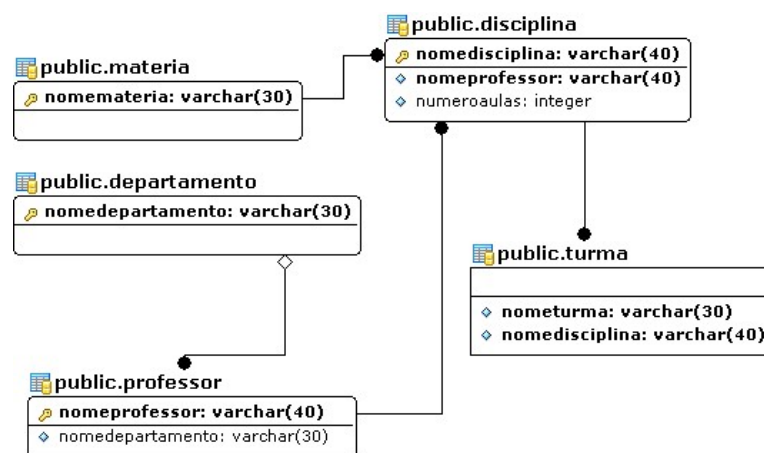 public.disciplina
nomedisciplina: varchar(40)
nomeprofessor: varchar(40)
numeroaulas: integer
public.materia
nomemateria: varchar(30)
public.departamento
nomedepartamento: varchar(30)
public.turma
nometurma: varchar(30)
nomedisciplina: varchar(40)
public.professor
nomeprofessor: varchar(40)
nomedepartamento: varchar(30)